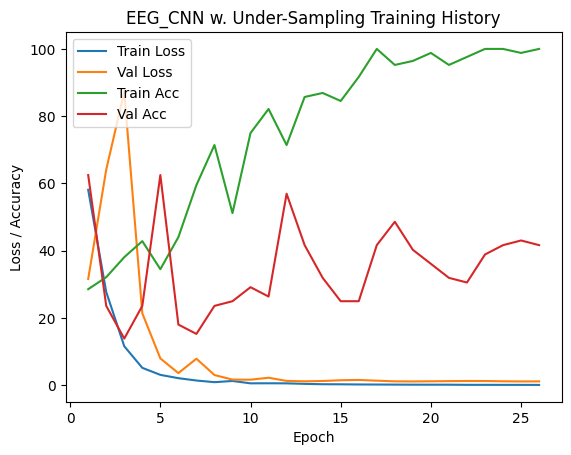 EEG_CNN w. Under-Sampling Training History
100
80
60
40
20
0
Loss / Accuracy
Train Loss
Val Loss
Train Acc
Val Acc
0 5 10 15 20 25
Epoch